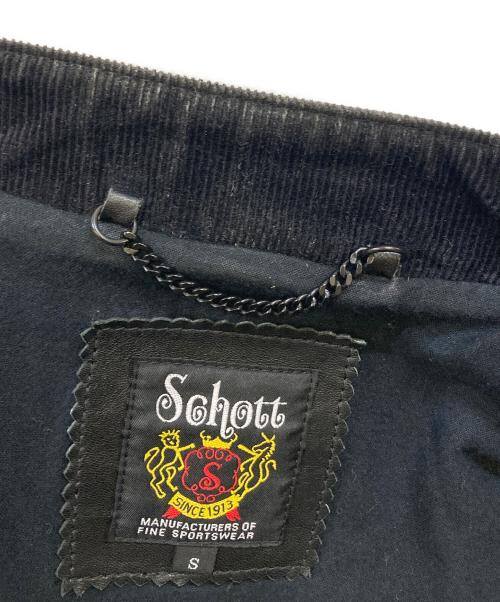 Schott
S
SINCE 1913
MANUFACTURERS OF
FINE SPORTSWEAR
S